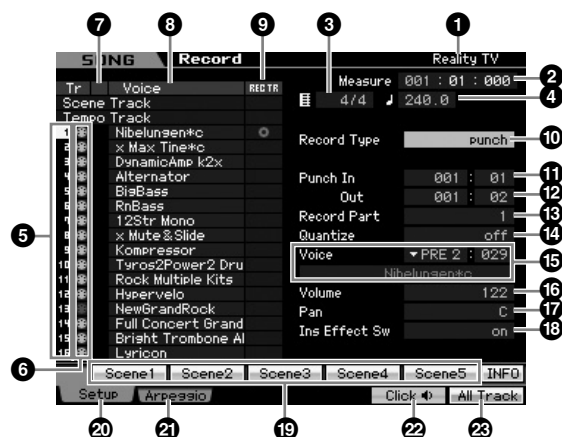 7 8 9 3 1
SONG Record Reality TV
Measure 001 : 01 : 000 2
4/4 240.0 4
Tr Voice REC TR
Scene Track
Tempo Track
1 Nibelungen*c
2 x Max Tine*c
3 DynamicAmp k2x
4 Alternator
5 BigBass
6 RnBass
7 12Str Mono
8 x Mute&Slide
9 Kompressor
10 Tyros2Power2 Dru
11 Rock Multiple Kits
12 Hypervelo
13 NewGrandRock
14 Full Concert Grand
15 Bright Trombone Al
16 Lyricon
5
6
Record Type punch 10
Punch In 001 : 01 11
Out 001 : 02 12
Record Part 1 13
Quantize off 14
Voice PRE 2 : 029 15
Nibelungen*c
Volume 122 16
Pan C 17
Ins Effect Sw on 18
Scene1 Scene2 Scene3 Scene4 Scene5 INFO
Setup Arpeggio Click All Track
20 21 19 22 23